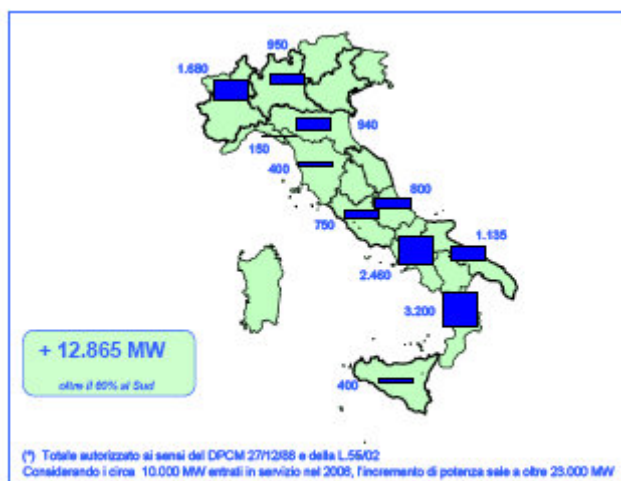 950
1.680
940
150
400
800
750
1.135
2.460
3.200
+ 12.865 MW
400
oltre il 60% al Sud
(*) Totale autorizzato ai sensi del DPCM 27/12/88 e della L.55/02
Considerando i circa 10.000 MW entrati in servizio nel 2006, l'incremento di potenza sale a oltre 23.000 MW